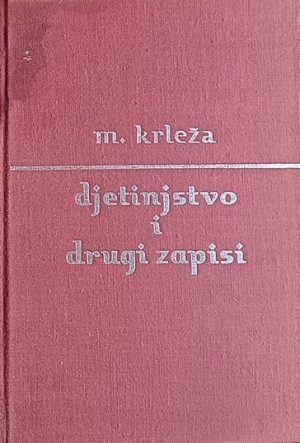 m. krleža
djetinjstvo
i
drugi zapisi